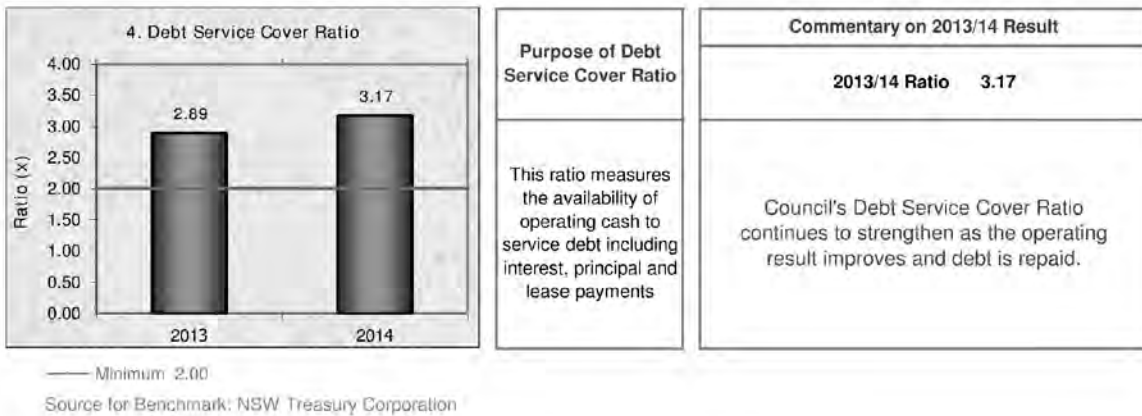 4. Debt Service Cover Ratio
4.00
3.50
3.00
2.50
2.00
1.50
1.00
0.50
0.00
Ratio (x)
2.89
3.17
2013
2014
Minimum 2.00
Source for Benchmark: NSW Treasury Corporation
Purpose of Debt
Service Cover Ratio
This ratio measures
the availability of
operating cash to
service debt including
interest, principal and
lease payments
Commentary on 2013/14 Result
2013/14 Ratio 3.17
Council's Debt Service Cover Ratio
continues to strengthen as the operating
result improves and debt is repaid.